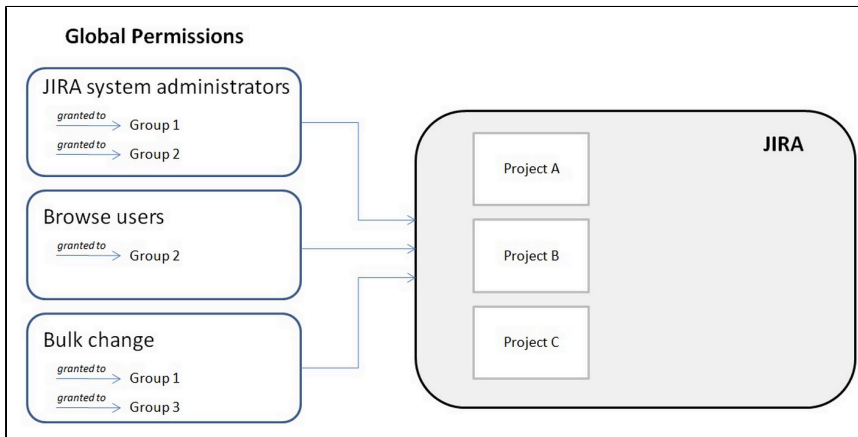 Global Permissions
JIRA system administrators
granted to Group 1
granted to Group 2
Browse users
granted to Group 2
Bulk change
granted to Group 1
granted to Group 3
JIRA
Project A
Project B
Project C